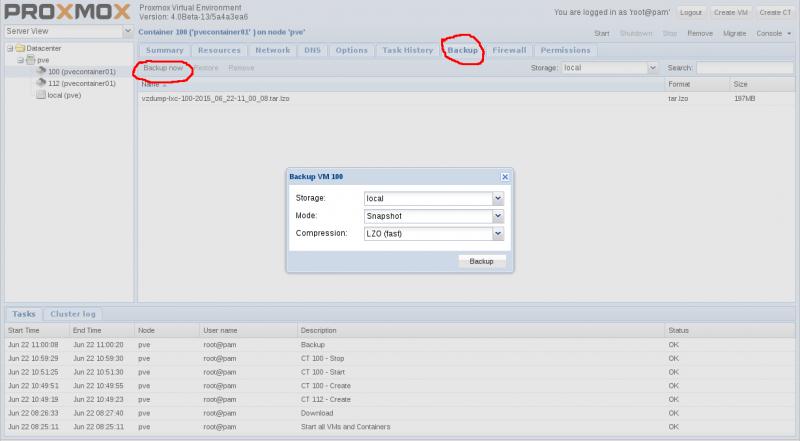 PROXMOX
Proxmox Virtual Environment
Version: 4.0Beta-13/5a4a3ea6
You are logged in as 'root@pam' Logout Create VM Create CT
Server View
Container 100 ('pvecontainer01' ) on node 'pve'
Start Shutdown Stop Remove Migrate Console
Datacenter
pve
100 (pvecontainer01)
112 (pvecontainer01)
local (pve)
Summary Resources Network DNS Options Task History Backup Firewall Permissions
Backup now Restore Remove Storage: local Search:
Name Format Size
vzdump-lxc-100-2015_06_22-11_00_08.tar.lzo tar.lzo 197MB
Backup VM 100
Storage: local
Mode: Snapshot
Compression: LZO (fast)
Backup
Tasks Cluster log
Start Time End Time Node User name Description Status
Jun 22 11:00:08 Jun 22 11:00:20 pve root@pam Backup OK
Jun 22 10:59:29 Jun 22 10:59:30 pve root@pam CT 100 - Stop OK
Jun 22 10:51:25 Jun 22 10:51:30 pve root@pam CT 100 - Start OK
Jun 22 10:49:51 Jun 22 10:49:55 pve root@pam CT 100 - Create OK
Jun 22 10:49:19 Jun 22 10:49:23 pve root@pam CT 112 - Create OK
Jun 22 08:26:33 Jun 22 08:27:40 pve root@pam Download OK
Jun 22 08:25:11 Jun 22 08:25:11 pve root@pam Start all VMs and Containers OK